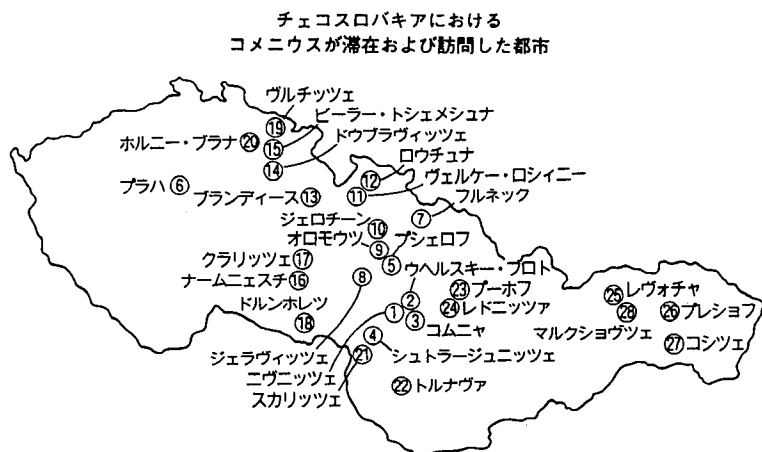 チェコスロバキアにおける
コメニウスが滞在および訪問した都市
ヴルチッツェ
⑲
ビーラー・トシェメシュナ
ホルニー・ブラナ ⑳
⑮
ドウブラヴィッツェ
⑭
ロウチュナ
⑫
プラハ ⑥
ブランディース ⑬
⑪
ヴェルケー・ロシィニー
フルネック
⑦
ジェロチーン ⑩
オロモウツ ⑨
プシェロフ
⑤
クラリッツェ ⑰
ナームニェスチ ⑯
⑧
ウヘルスキー・ブロト
②
①
③
コムニャ
㉓ プーホフ
㉔ レドニッツァ
㉕ レヴォチャ
㉘
㉖ プレショフ
マルクショヴツェ
㉗ コシツェ
ドルンホレツ
⑱
④
シュトラージュニッツェ
㉑
ジェラヴィッツェ
ニヴニッツェ
スカリッツェ
㉒ トルナヴァ